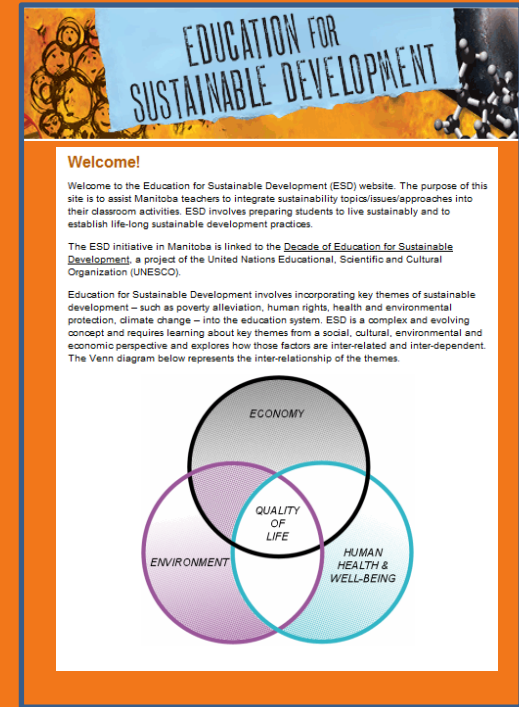 EDUCATION FOR
SUSTAINABLE DEVELOPMENT
Welcome!
Welcome to the Education for Sustainable Development (ESD) website. The purpose of this
site is to assist Manitoba teachers to integrate sustainability topics/issues/approaches into
their classroom activities. ESD involves preparing students to live sustainably and to
establish life-long sustainable development practices.
The ESD initiative in Manitoba is linked to the Decade of Education for Sustainable
Development, a project of the United Nations Educational, Scientific and Cultural
Organization (UNESCO).
Education for Sustainable Development involves incorporating key themes of sustainable
development – such as poverty alleviation, human rights, health and environmental
protection, climate change – into the education system. ESD is a complex and evolving
concept and requires learning about key themes from a social, cultural, environmental and
economic perspective and explores how those factors are inter-related and inter-dependent.
The Venn diagram below represents the inter-relationship of the themes.
ECONOMY
QUALITY
OF
LIFE
ENVIRONMENT
HUMAN
HEALTH &
WELL-BEING